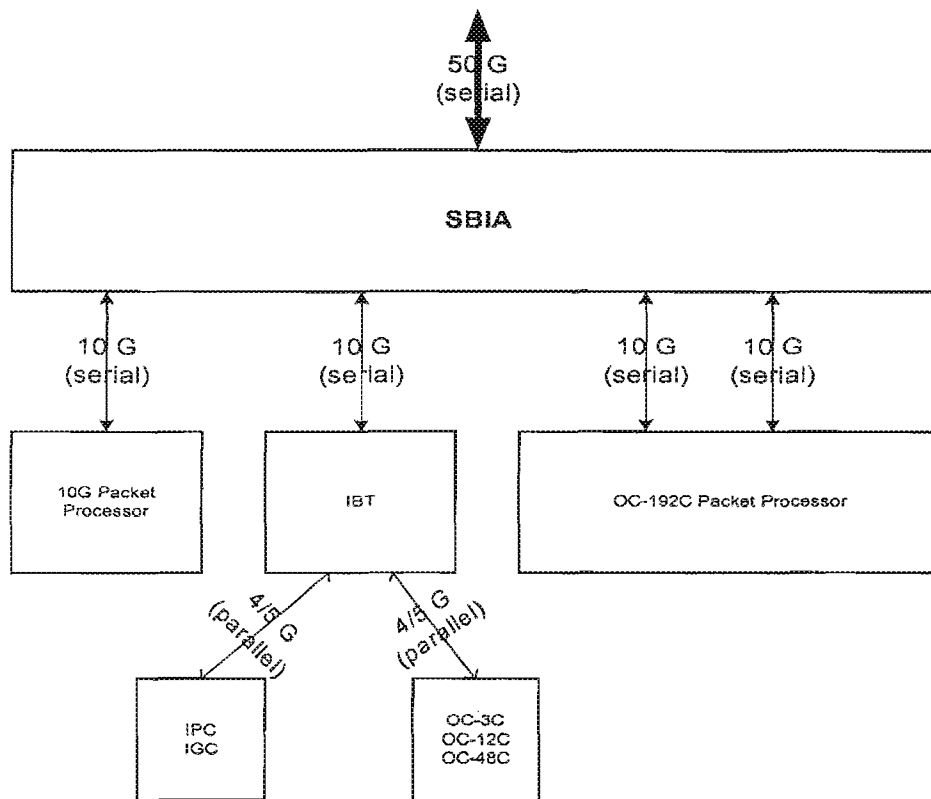 50 G
(serial)
SBIA
10 G
(serial)
10 G
(serial)
10 G
(serial)
10 G
(serial)
10G Packet
Processor
IBT
OC-192C Packet Processor
4/5 G
(parallel)
4/5 G
(parallel)
IPC
IGC
OC-3C
OC-12C
OC-48C